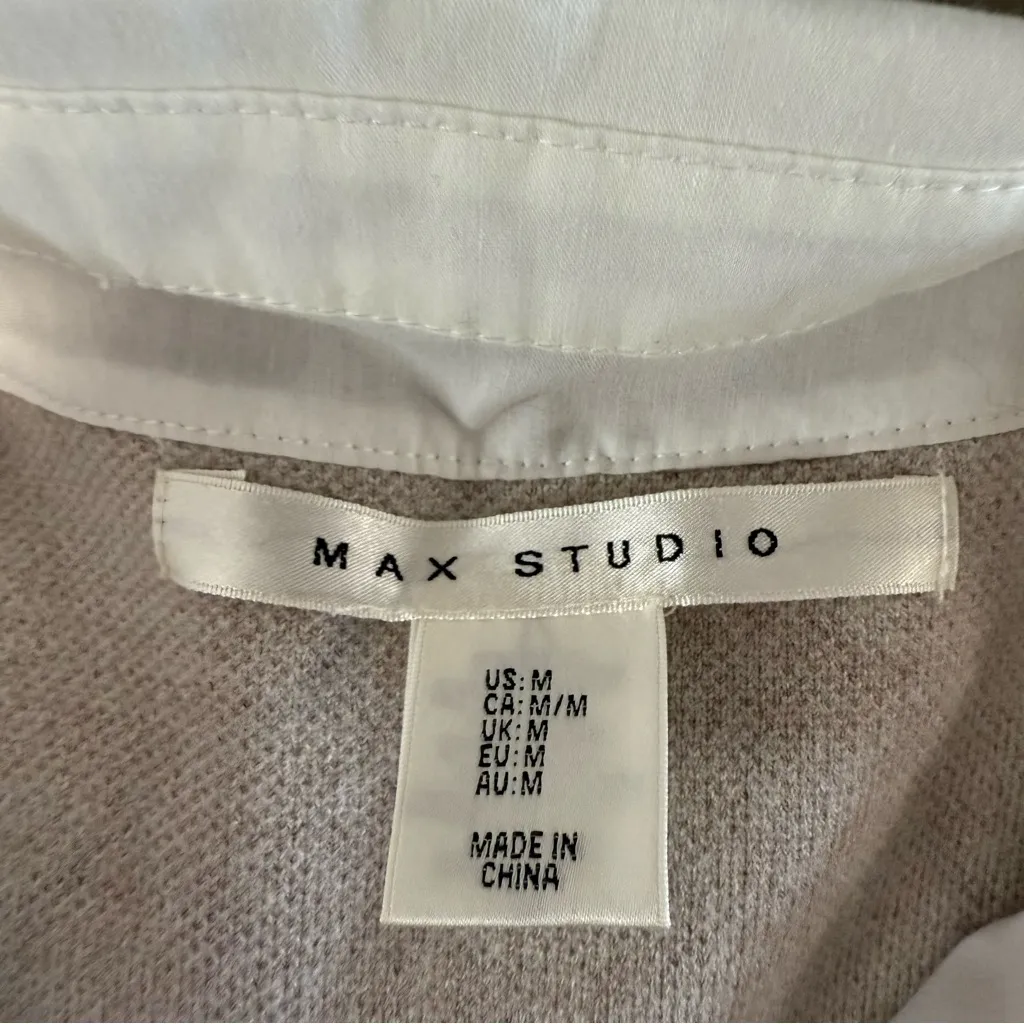 MAX STUDIO
US: M
CA: M/M
UK: M
EU: M
AU: M
MADE IN
CHINA